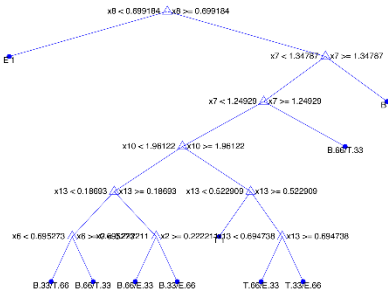 x8 < 0.699184 x8 >= 0.699184
E 1
x7 < 1.34787 x7 >= 1.34787
x7 < 1.24929 x7 >= 1.24929
B
x10 < 1.96122 x10 >= 1.96122
B.66/T.33
x13 < 0.18693 x13 >= 0.18693 x13 < 0.522909 x13 >= 0.522909
x6 < 0.695273 x2 >= 0.222211 x13 < 0.694738 x13 >= 0.694738
B.33/T.66 B.66/T.33 B.66/E.33 B.33/E.66 T.66/E.33 T.33/E.66